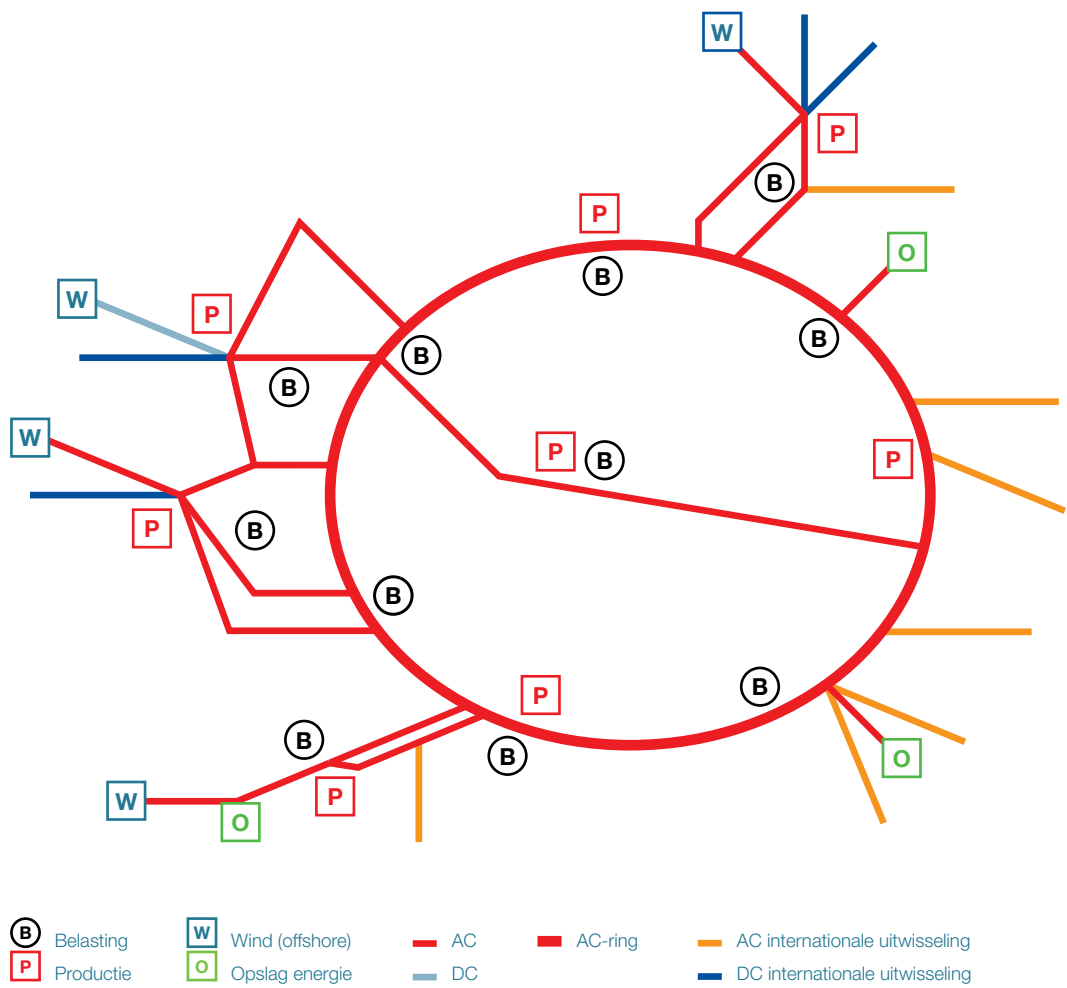 W
P
B
P
B
O
B
W
P
B
B
W
P
B
P
B
P
B
B
P
B
B
O
B
W
P
O
B Belasting W Wind (offshore) AC AC-ring AC internationale uitwisseling
P Productie O Opslag energie DC DC internationale uitwisseling